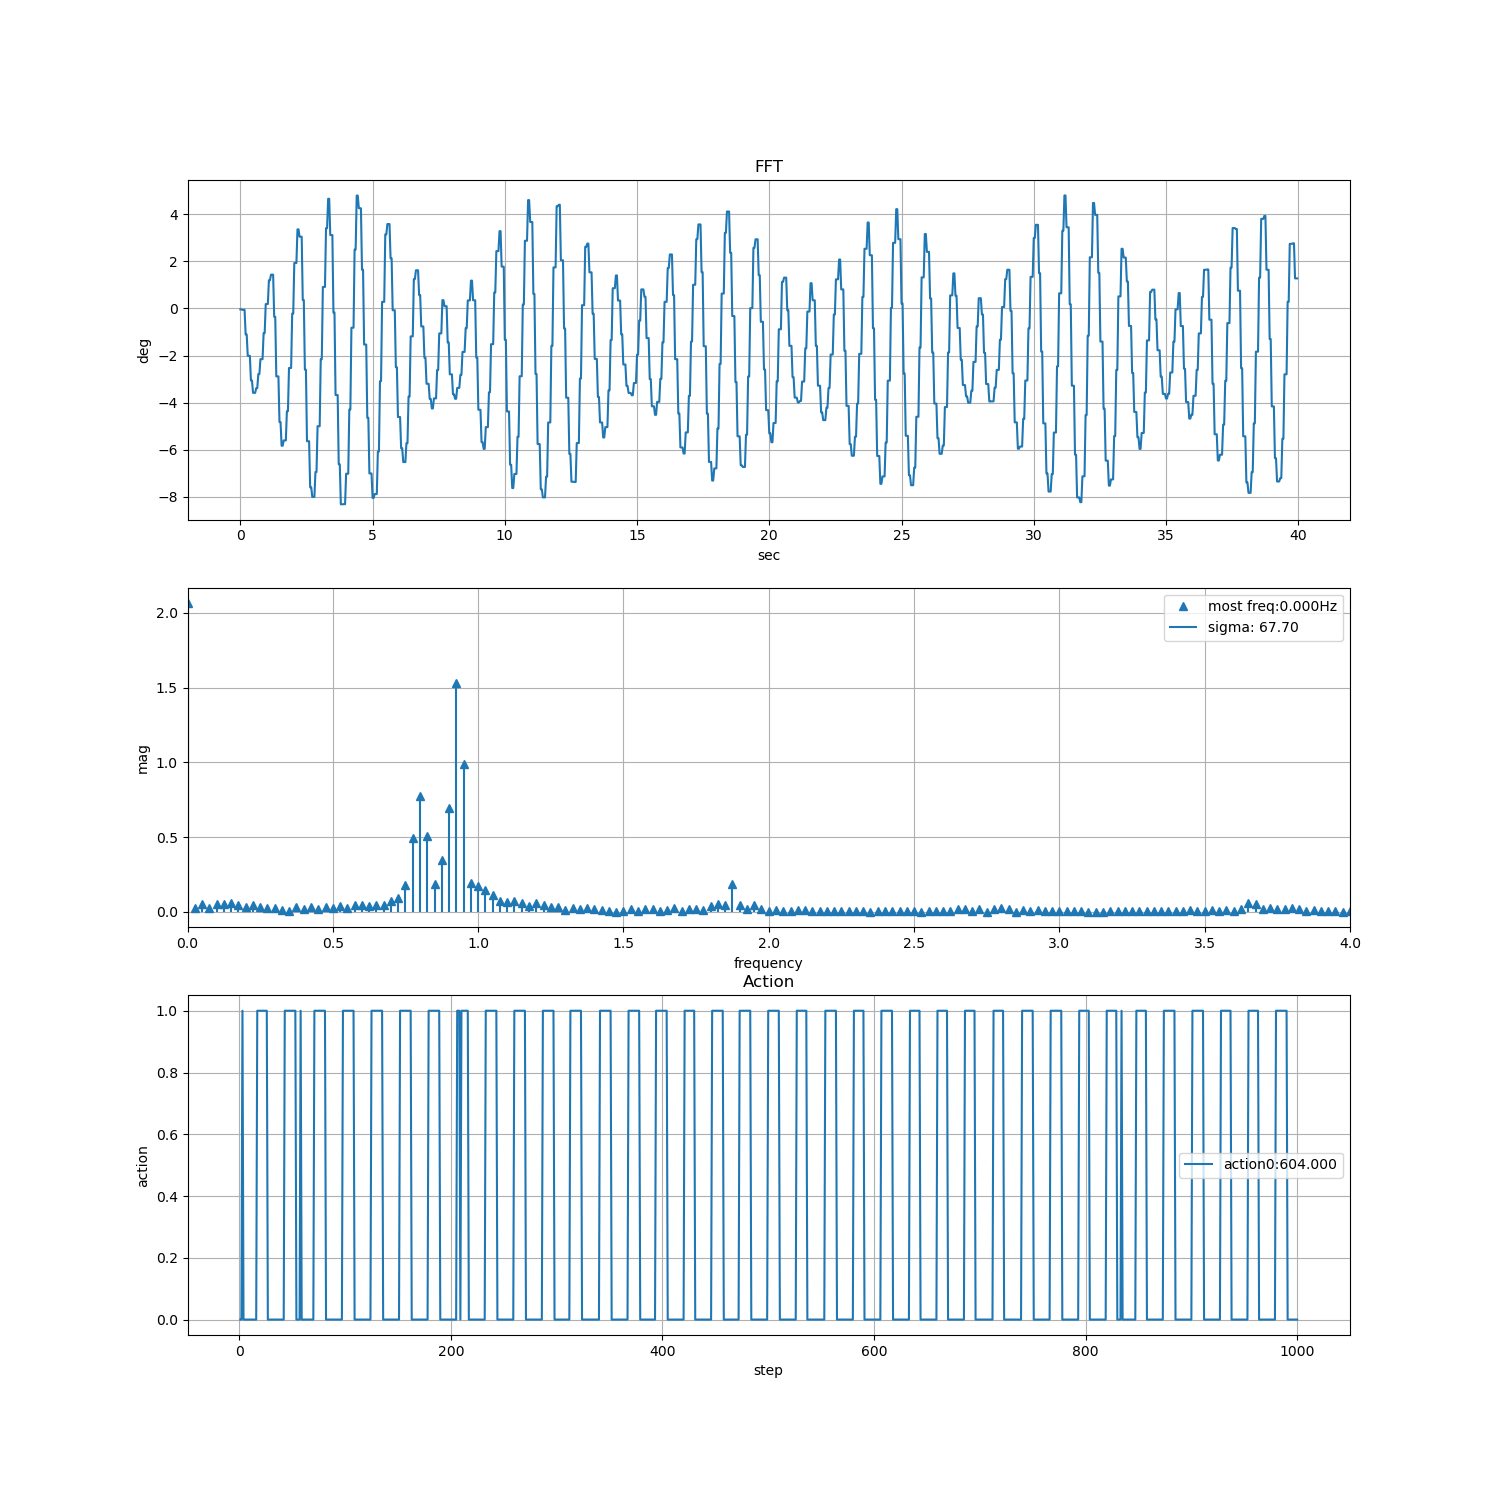 FFT
4
2
0
−2
−4
−6
−8
deg
0 5 10 15 20 25 30 35 40
sec
2.0
1.5
1.0
0.5
0.0
mag
most freq:0.000Hz
sigma: 67.70
0.0 0.5 1.0 1.5 2.0 2.5 3.0 3.5 4.0
frequency
Action
1.0
0.8
0.6
0.4
0.2
0.0
action
action0:604.000
0 200 400 600 800 1000
step